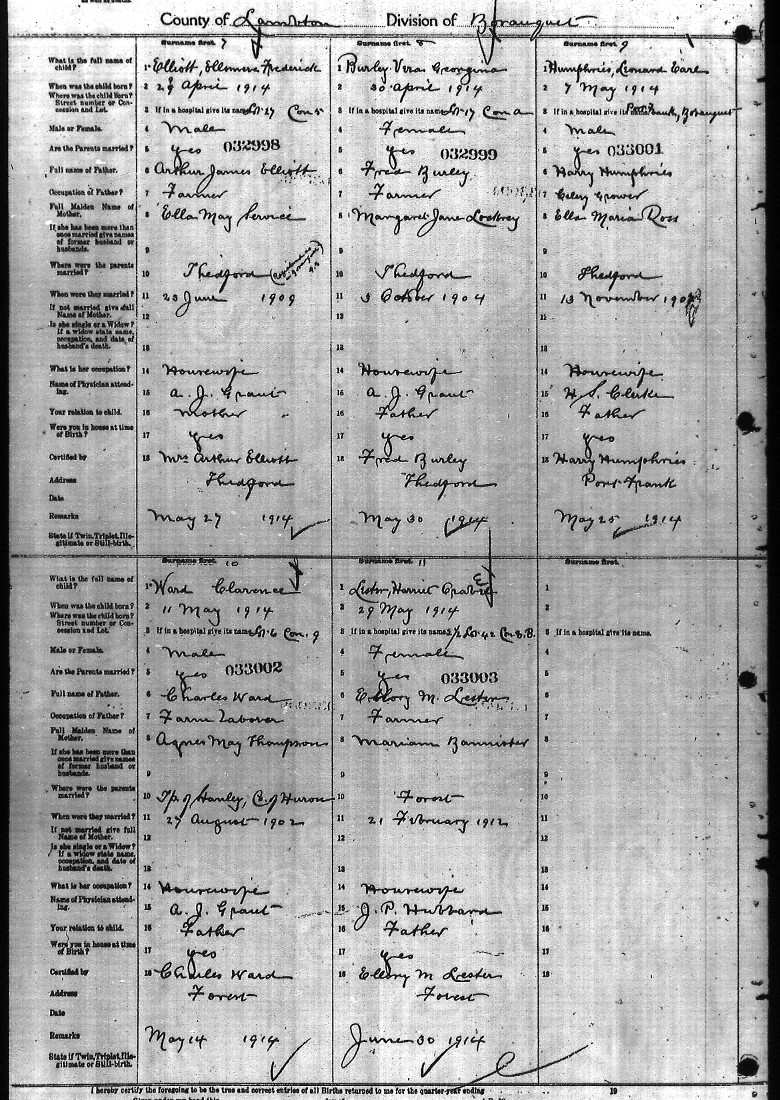 County of Lambton Division of Bosanquet
Surname first. 7 Surname first. 8 Surname first. 9
What is the full name of child? 1 Elliott, Frederick 1 Burley Vera Georgina 1 Humphries, Leonard Earl
When was the child born? 2 29 April 1914 2 30 April 1914 2 7 May 1914
Where was the child Born? Street number or Concession and Lot. 3 If in a hospital give its name. Lot 27 Con 5 3 If in a hospital give its name. Lot 17 Con a 3 If in a hospital give its name. Bosanquet
Male or Female. 4 Male 4 Female 4 Male
Are the Parents married? 5 yes 032998 5 yes 032999 5 yes 033001
Full name of Father. 6 Arthur James Elliott 6 Fred Burley 6 Harry Humphries
Occupation of Father? 7 Farmer 7 Farmer 7 Celery Grower
Full Maiden Name of Mother. 8 Ella May Service 8 Margaret Jane 8 Ella Maria Ross
If she has been more than once married give names of former husband or husbands. 9 9 9
Where were the parents married? 10 Thedford 10 Thedford 10 Thedford
When were they married? 11 23 June 1909 11 5 October 1904 11 13 November
If not married give full Name of Mother. 12 12 12
Is she single or a Widow? If a widow state name, occupation, and date of husband's death. 13 13
What is her occupation? 14 Housewife 14 Housewife 14 Housewife
Name of Physician attending. 15 A. J. Grant 15 A. J. Grant 15 H. S. Clerke
Your relation to child. 16 Mother 16 Father 16 Father
Were you in house at time of Birth? 17 yes 17 yes 17 yes
Certified by 18 Mrs Arthur Elliott 18 Fred Burley 18 Harry Humphries
Address Thedford Thedford Port Frank
Date
Remarks May 27 1914 May 30 1914 May 25 1914
State if Twin, Triplet, Illegitimate or Still-birth.
Surname first. 10 Surname first. 11 Surname first.
What is the full name of child? 1 Ward Clarence 1 Lester, Harriet 1
When was the child born? 2 11 May 1914 2 29 May 1914 2
Where was the child born? Street number or Concession and Lot. 3 If in a hospital give its name. Lot 6 Con. 9 3 If in a hospital give its name. Lot 42 3 If in a hospital give its name.
Male or Female. 4 Male 4 Female 4
Are the Parents married? 5 yes 033002 5 yes 033003 5
Full name of Father. 6 Charles Ward 6 Ellory M. Lester 6
Occupation of Father? 7 Farm Laborer 7 Farmer 7
Full Maiden Name of Mother. 8 Agnes May Thompson 8 Mariam Bannister 8
If she has been more than once married give names of former husband or husbands. 9 9 9
Where were the parents married? 10 Tp. of Stanley, Co. of Huron 10 Forest 10
When were they married? 11 27 August 1902 11 21 February 1912 11
If not married give full Name of Mother. 12 12 12
Is she single or a Widow? If a widow state name, occupation, and date of husband's death. 13 13 13
What is her occupation? 14 Housewife 14 Housewife 14
Name of Physician attending. 15 A. J. Grant 15 J. P. Hubbard 15
Your relation to child. 16 Father 16 Father 16
Were you in house at time of Birth? 17 yes 17 yes 17
Certified by 18 Charles Ward 18 Ellory M Lester 18
Address Forest Forest
Date
Remarks May 14 1914 June 30 1914
State if Twin, Triplet, Illegitimate or Still-birth.
I hereby certify the foregoing to be the true and correct entries of all Births returned to me for the quarter-year ending 19